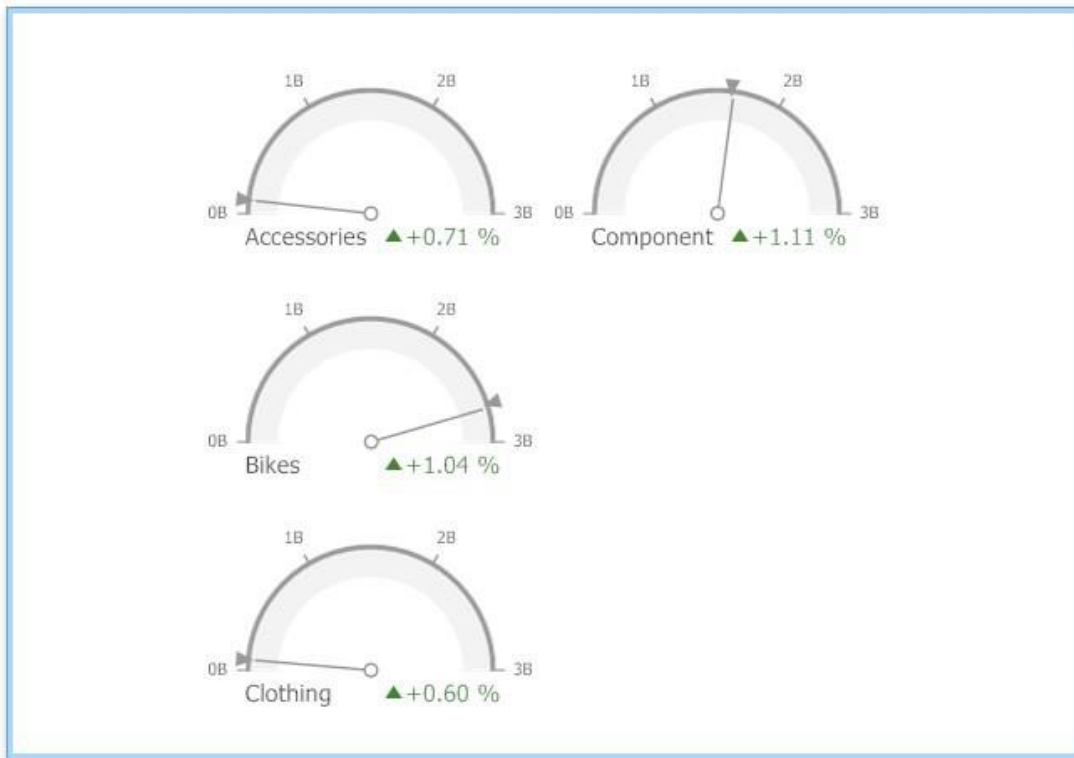 1B 2B 1B 2B
0B 3B 0B 3B
Accessories ▲+0.71 % Component ▲+1.11 %
1B 2B
0B 3B
Bikes ▲+1.04 %
1B 2B
0B 3B
Clothing ▲+0.60 %